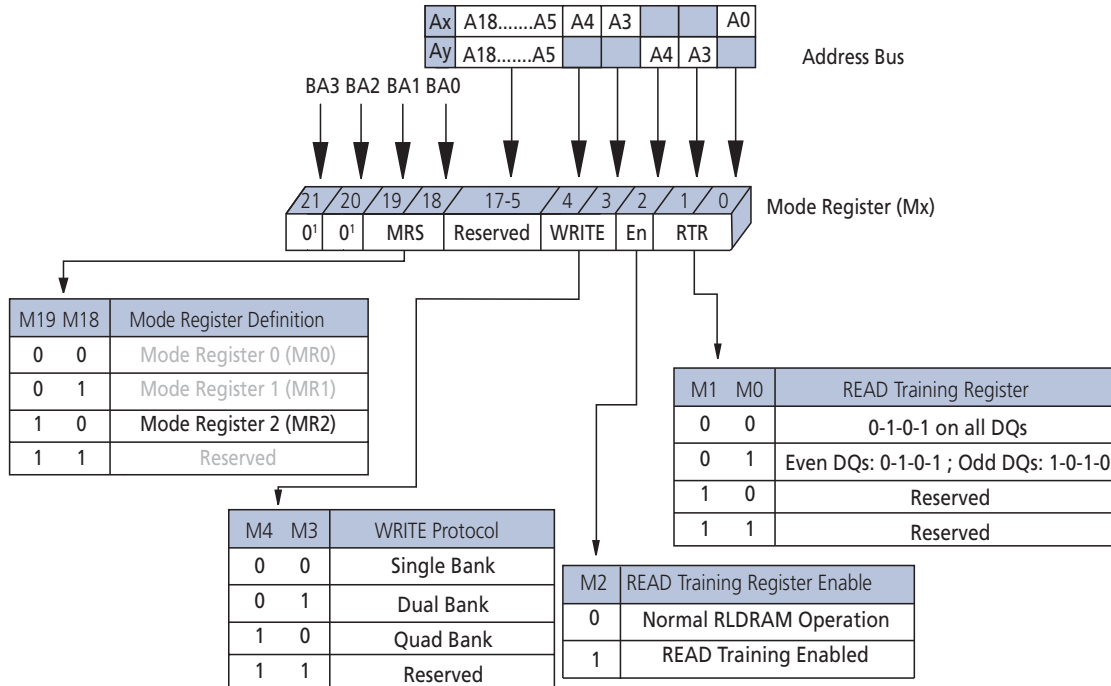 Ax A18.......A5 A4 A3 A0
Ay A18.......A5 A4 A3
Address Bus
BA3 BA2 BA1 BA0
21 20 19 18 17-5 4 3 2 1 0
Mode Register (Mx)
0¹ 0¹ MRS Reserved WRITE En RTR
M19 M18 Mode Register Definition
0 0 Mode Register 0 (MR0)
0 1 Mode Register 1 (MR1)
1 0 Mode Register 2 (MR2)
1 1 Reserved
M1 M0 READ Training Register
0 0 0-1-0-1 on all DQs
0 1 Even DQs: 0-1-0-1 ; Odd DQs: 1-0-1-0
1 0 Reserved
1 1 Reserved
M4 M3 WRITE Protocol
0 0 Single Bank
0 1 Dual Bank
1 0 Quad Bank
1 1 Reserved
M2 READ Training Register Enable
0 Normal RLDRAM Operation
1 READ Training Enabled